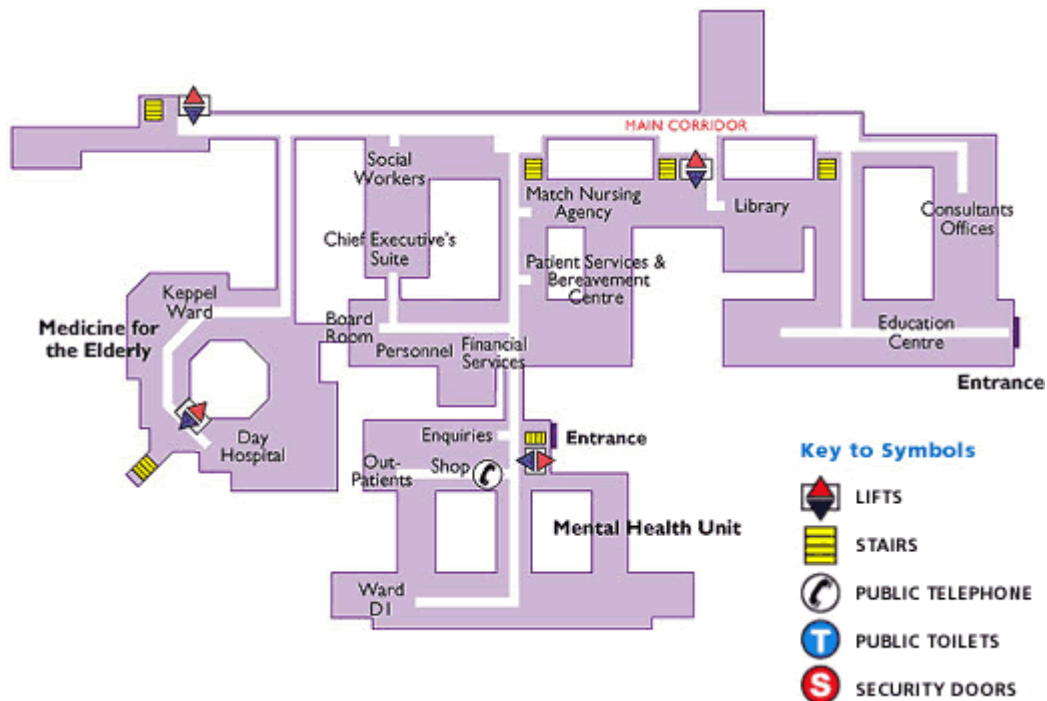 MAIN CORRIDOR
Social
Workers
Match Nursing
Agency
Library
Consultants
Offices
Chief Executive's
Suite
Patient Services &
Bereavement
Centre
Keppel
Ward
Medicine for
the Elderly
Board
Room
Personnel
Financial
Services
Education
Centre
Entrance
Day
Hospital
Enquiries
Entrance
Out-
Patients
Shop
Mental Health Unit
Ward
D1
Key to Symbols
LIFTS
STAIRS
PUBLIC TELEPHONE
T PUBLIC TOILETS
S SECURITY DOORS